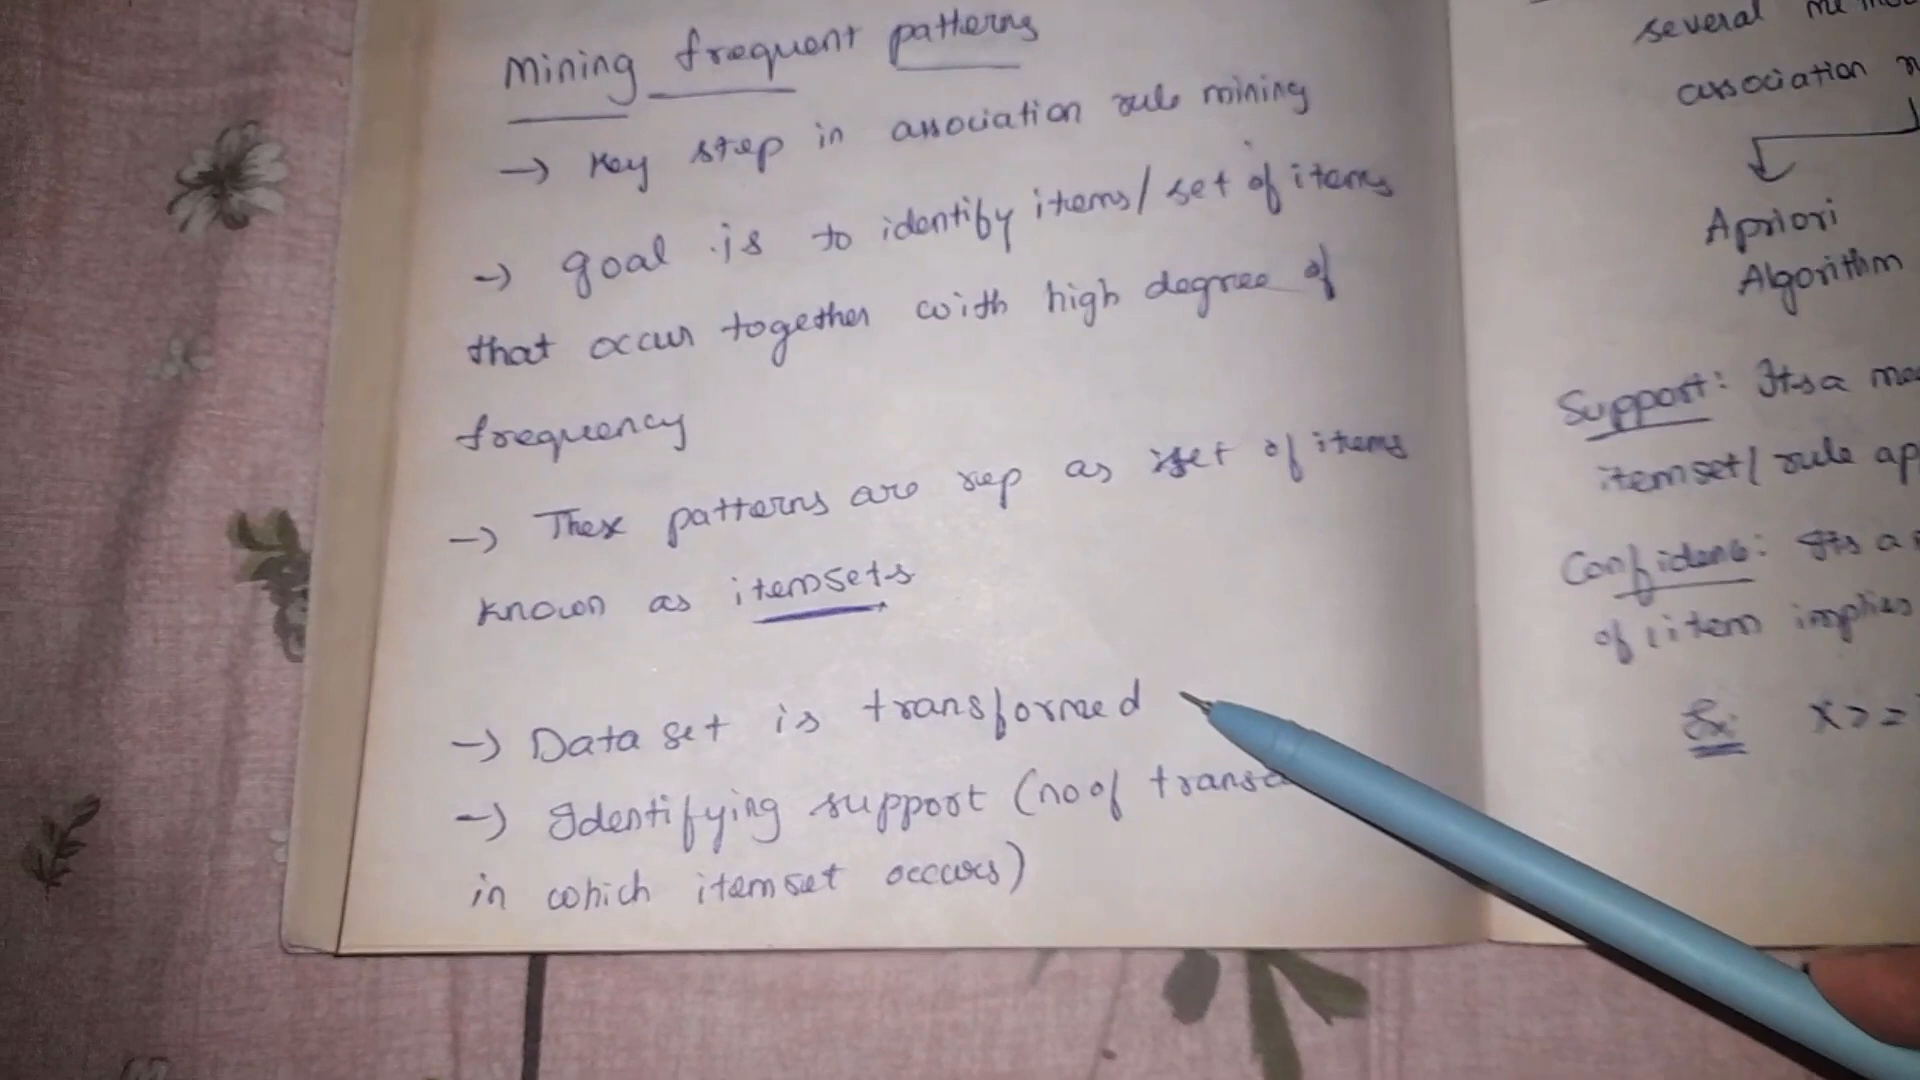 Mining frequent patterns
-> Key step in association rule mining
-> goal is to identify items/ set of items
that occur together with high degree of
frequency
-> These patterns are rep as set of items
known as itemsets
-> Data set is transformed
-> Identifying support (no of
in which itemset occurs)
several
association
Apriori
Algorithm
Support: Its a
itemset/ rule
Confidence: Its a
of 1 item implies
Ex: